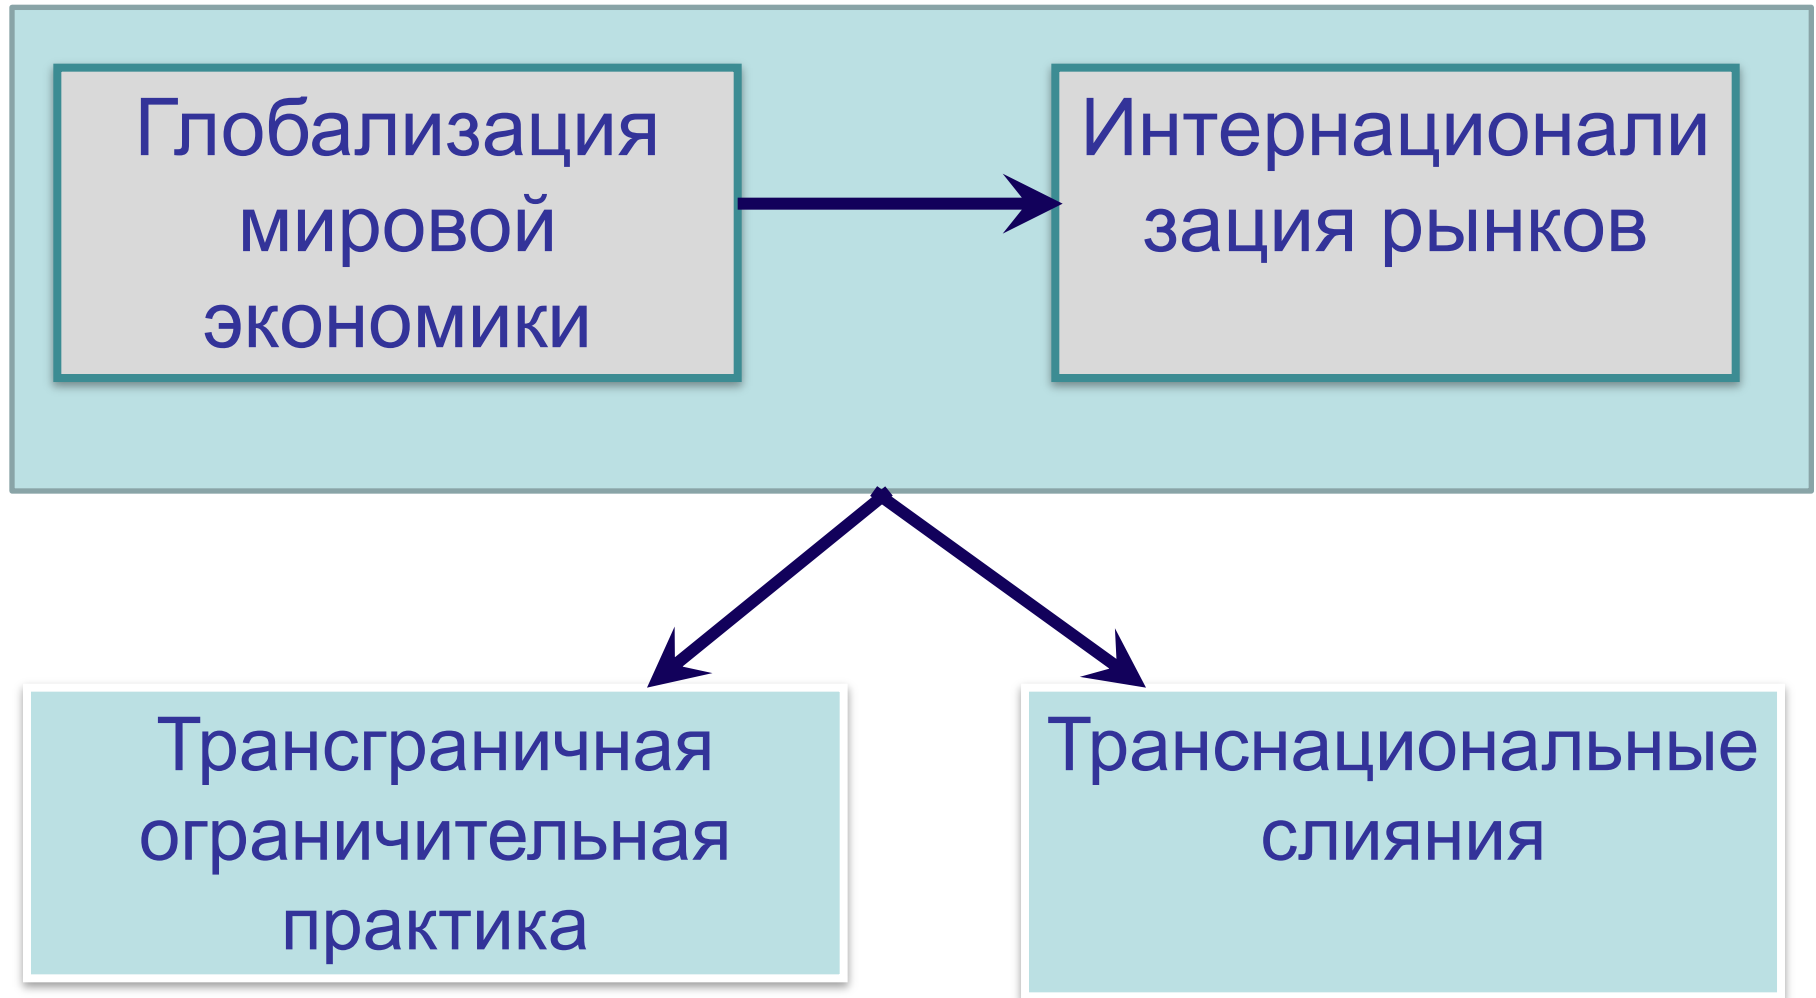 Глобализация
мировой
экономики
Интернационали
зация рынков
Трансграничная
ограничительная
практика
Транснациональные
слияния